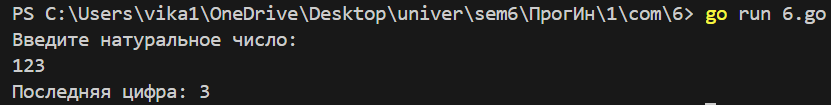 PS C:\Users\vika1\OneDrive\Desktop\univer\sem6\ПрогИн\1\com\6> go run 6.go
Введите натуральное число:
123
Последняя цифра: 3